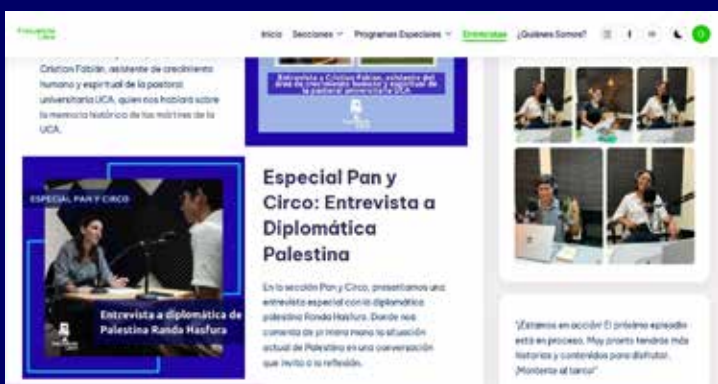 Frecuencia
Libre
Inicio Secciones Programas Especiales Entrevistas ¿Quiénes Somos?
Cristian Fabián, asistente de crecimiento
humano y espiritual de la pastoral
universitaria UCA, quien nos hablará sobre
la memoria histórica de los mártires de la
UCA.
Entrevista a Cristian Fabian, asistente del
área de crecimiento humano y espiritual de
la pastoral universitaria UCA
ESPECIAL PAN Y CIRCO
Entrevista a diplomática de
Palestina Randa Hasfura
Especial Pan y
Circo: Entrevista a
Diplomática
Palestina
En la sección Pan y Circo, presentamos una
entrevista especial con la diplomática
palestina Randa Hasfura. Donde nos
comenta de primera mano la situación
actual de Palestina en una conversación
que invita a la reflexión.
"¡Estamos en acción! El próximo episodio
está en proceso. Muy pronto tendrás más
historias y contenidos para disfrutar.
¡Mantente al tanto!"